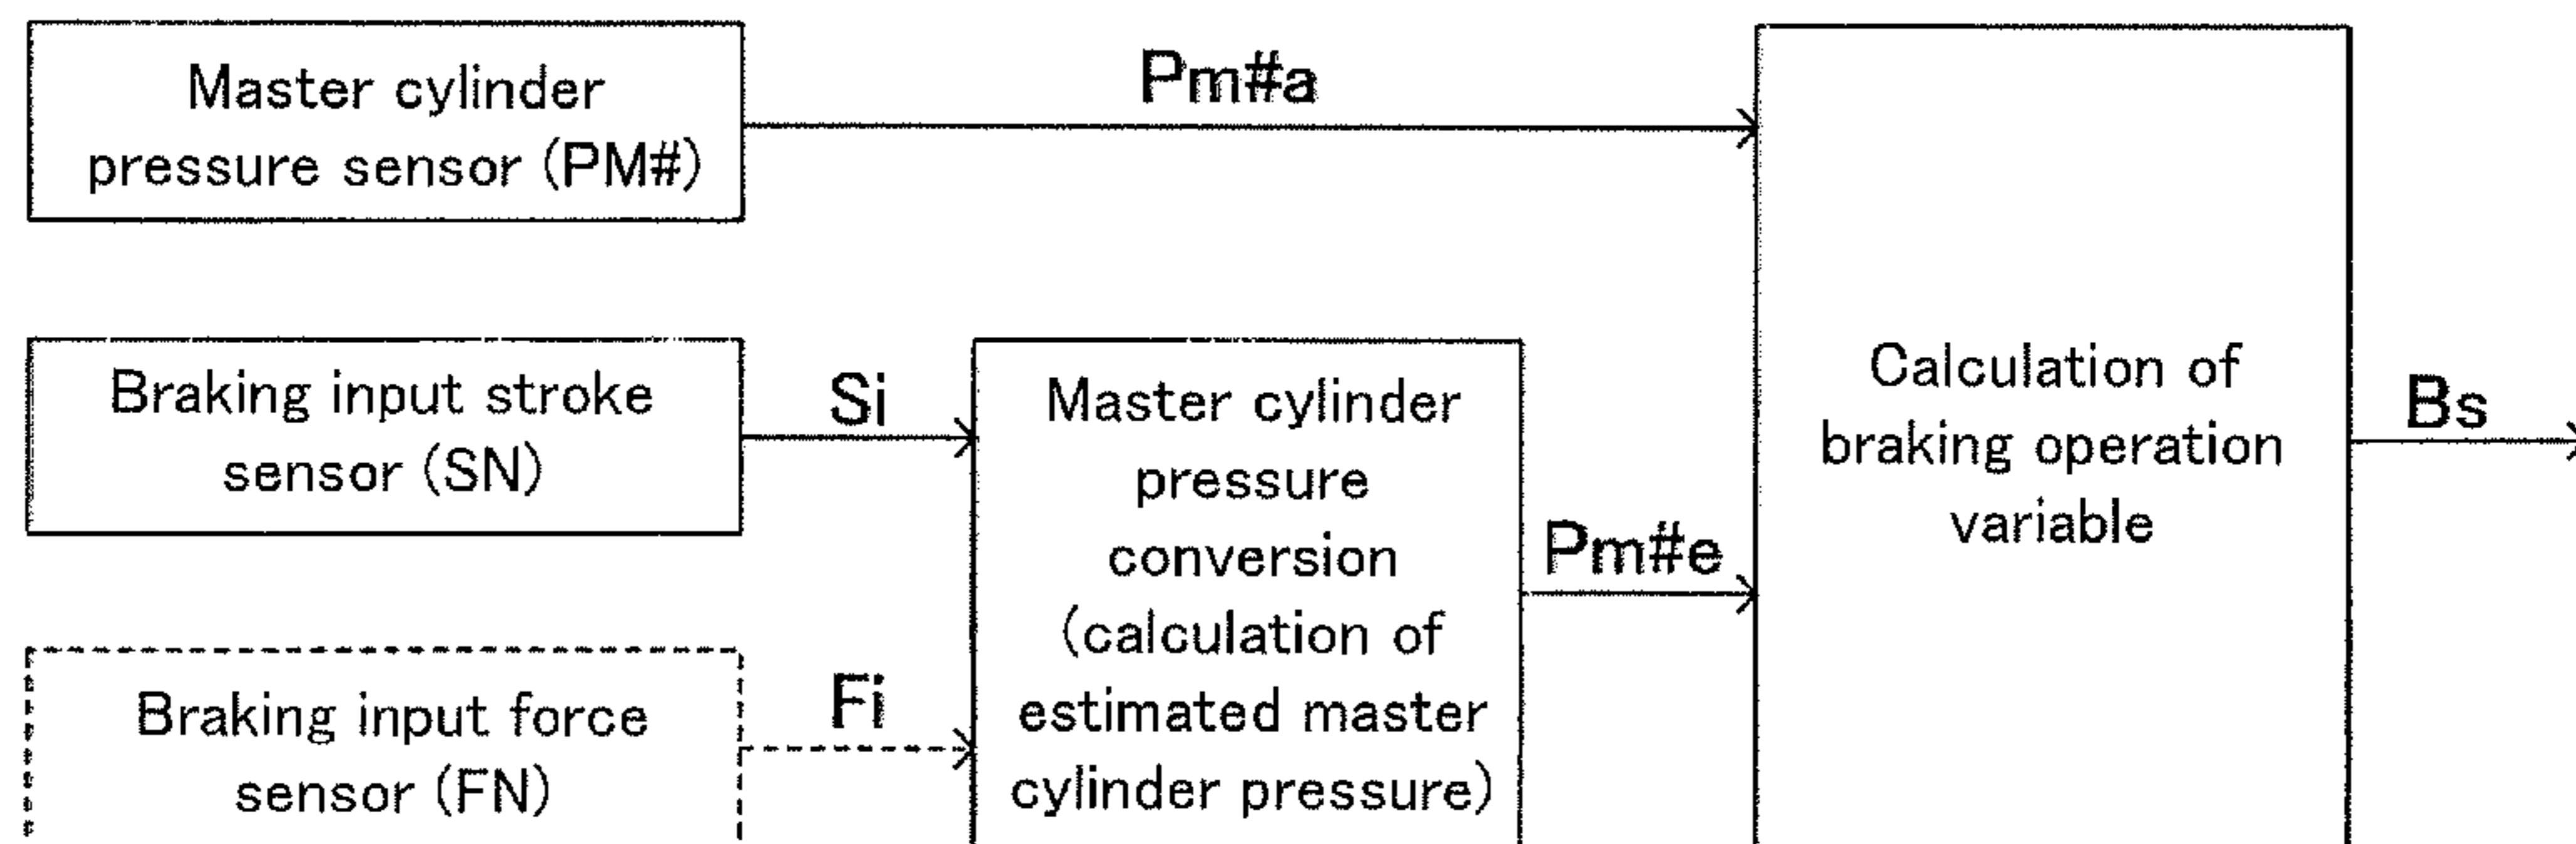 Master cylinder
pressure sensor (PM#)
Pm#a
Braking input stroke
sensor (SN)
Si
Braking input force
sensor (FN)
Fi
Master cylinder
pressure
conversion
(calculation of
estimated master
cylinder pressure)
Pm#e
Calculation of
braking operation
variable
Bs